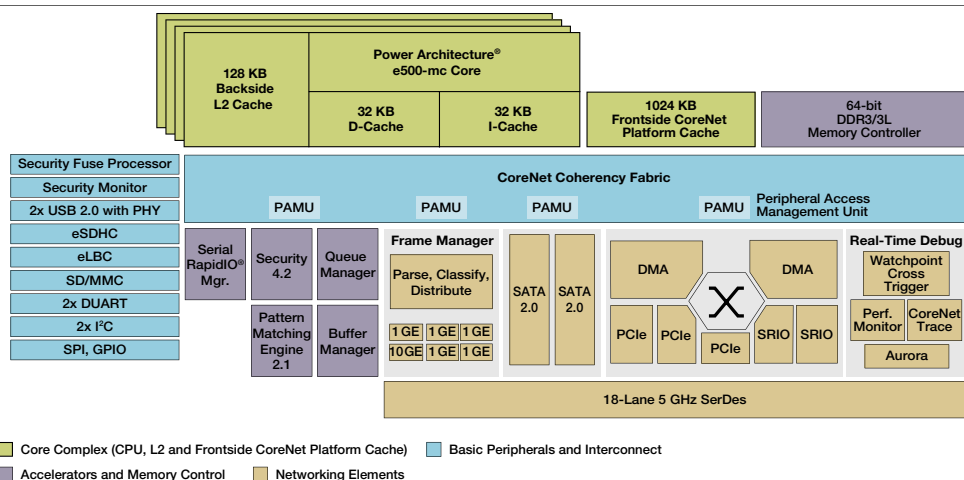 128 KB
Backside
L2 Cache
Power Architecture®
e500-mc Core
32 KB
D-Cache
32 KB
I-Cache
1024 KB
Frontside CoreNet
Platform Cache
64-bit
DDR3/3L
Memory Controller
Security Fuse Processor
Security Monitor
2x USB 2.0 with PHY
eSDHC
eLBC
SD/MMC
2x DUART
2x I²C
SPI, GPIO
CoreNet Coherency Fabric
PAMU
PAMU
PAMU
PAMU
Peripheral Access
Management Unit
Serial
RapidIO®
Mgr.
Security
4.2
Queue
Manager
Pattern
Matching
Engine
2.1
Buffer
Manager
Frame Manager
Parse, Classify,
Distribute
1 GE
1 GE
1 GE
10GE
1 GE
1 GE
SATA
2.0
SATA
2.0
DMA
DMA
PCIe
PCIe
PCIe
SRIO
SRIO
Real-Time Debug
Watchpoint
Cross
Trigger
Perf.
Monitor
CoreNet
Trace
Aurora
18-Lane 5 GHz SerDes
Core Complex (CPU, L2 and Frontside CoreNet Platform Cache)
Basic Peripherals and Interconnect
Accelerators and Memory Control
Networking Elements